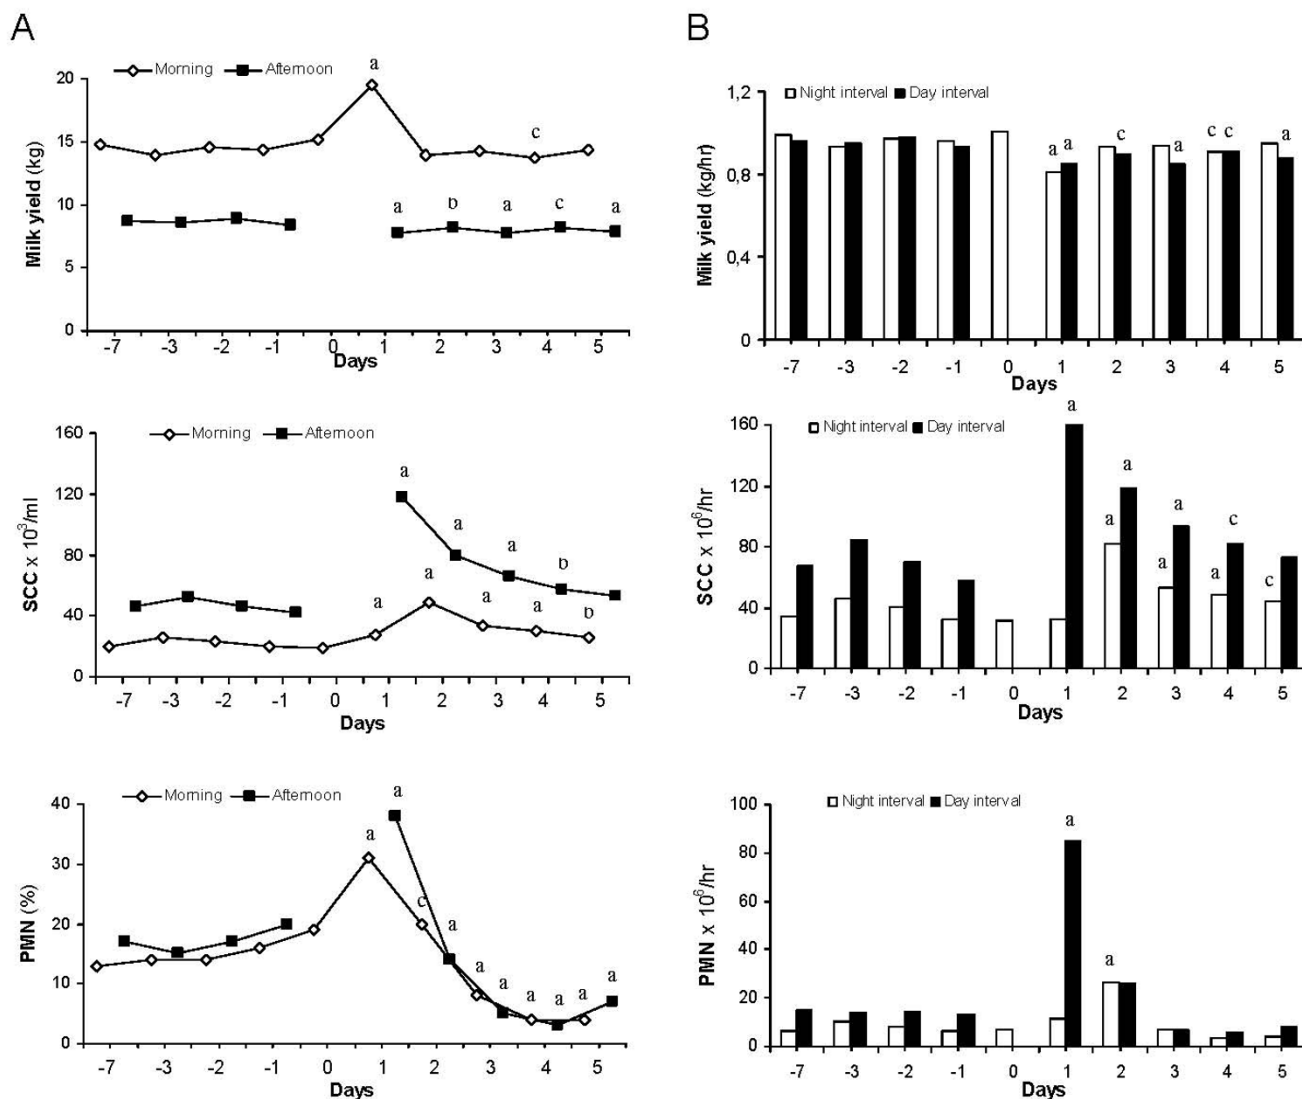 A
Morning Afternoon
a
c
a b a c a
20
15
10
5
0
Milk yield (kg)
-7 -3 -2 -1 0 1 2 3 4 5
Days
Morning Afternoon
a
a
a
b
a
a
a
a
b
160
120
80
40
0
SCC x 10³/ml
-7 -3 -2 -1 0 1 2 3 4 5
Days
Morning Afternoon
a
a
c
a
a
a
a
a
a
a
40
30
20
10
0
PMN (%)
-7 -3 -2 -1 0 1 2 3 4 5
Days
B
Night interval Day interval
a a c a c c a
1,2
0,8
0,4
0
Milk yield (kg/hr)
-7 -3 -2 -1 0 1 2 3 4 5
Days
Night interval Day interval
a
a
a
a
a
c
a
c
160
120
80
40
0
SCC x 10⁶/hr
-7 -3 -2 -1 0 1 2 3 4 5
Days
Night interval Day interval
a
a
100
80
60
40
20
0
PMN x 10⁶/hr
-7 -3 -2 -1 0 1 2 3 4 5
Days